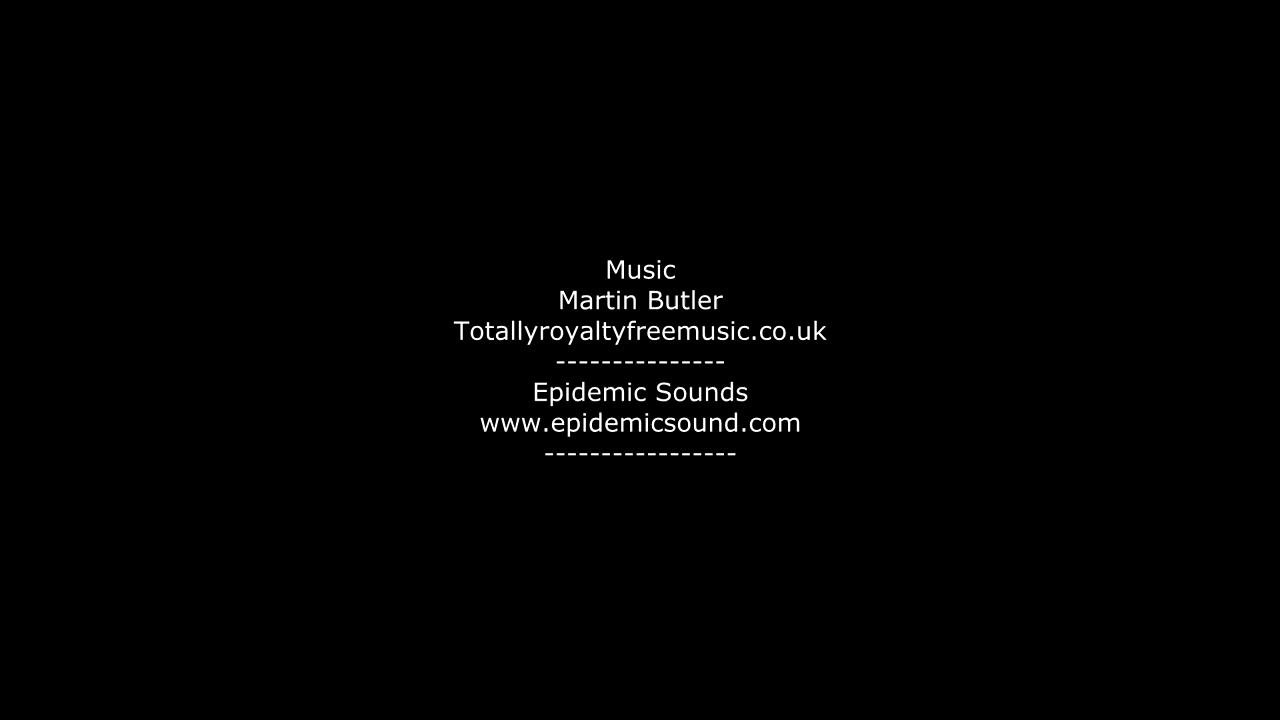 Music
Martin Butler
Totallyroyaltyfreemusic.co.uk
---------------
Epidemic Sounds
www.epidemicsound.com
-----------------